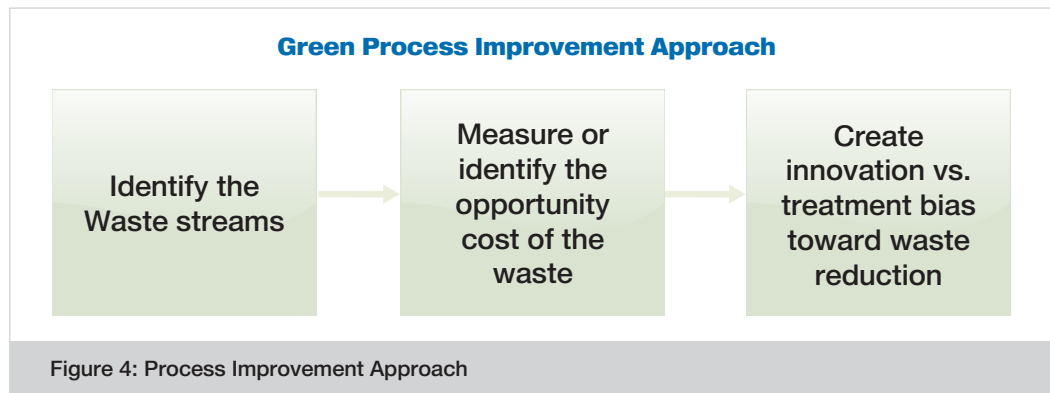 Green Process Improvement Approach
Identify the
Waste streams
Measure or
identify the
opportunity
cost of the
waste
Create
innovation vs.
treatment bias
toward waste
reduction
Figure 4: Process Improvement Approach